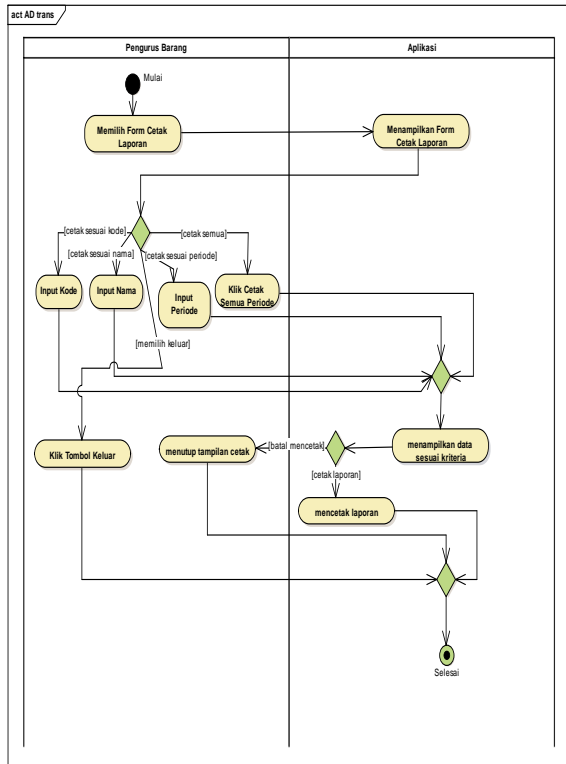 act AD trans
Pengurus Barang
Aplikasi
Mulai
Memilih Form Cetak
Laporan
Menampilkan Form
Cetak Laporan
[cetak sesuai kode]
[cetak semua]
[cetak sesuai nama]
[cetak sesuai periode]
Input Kode
Input Nama
Input
Periode
Klik Cetak
Semua Periode
[memilih keluar]
Klik Tombol Keluar
menutup tampilan cetak
[batal mencetak]
menampilkan data
sesuai kriteria
[cetak laporan]
mencetak laporan
Selesai